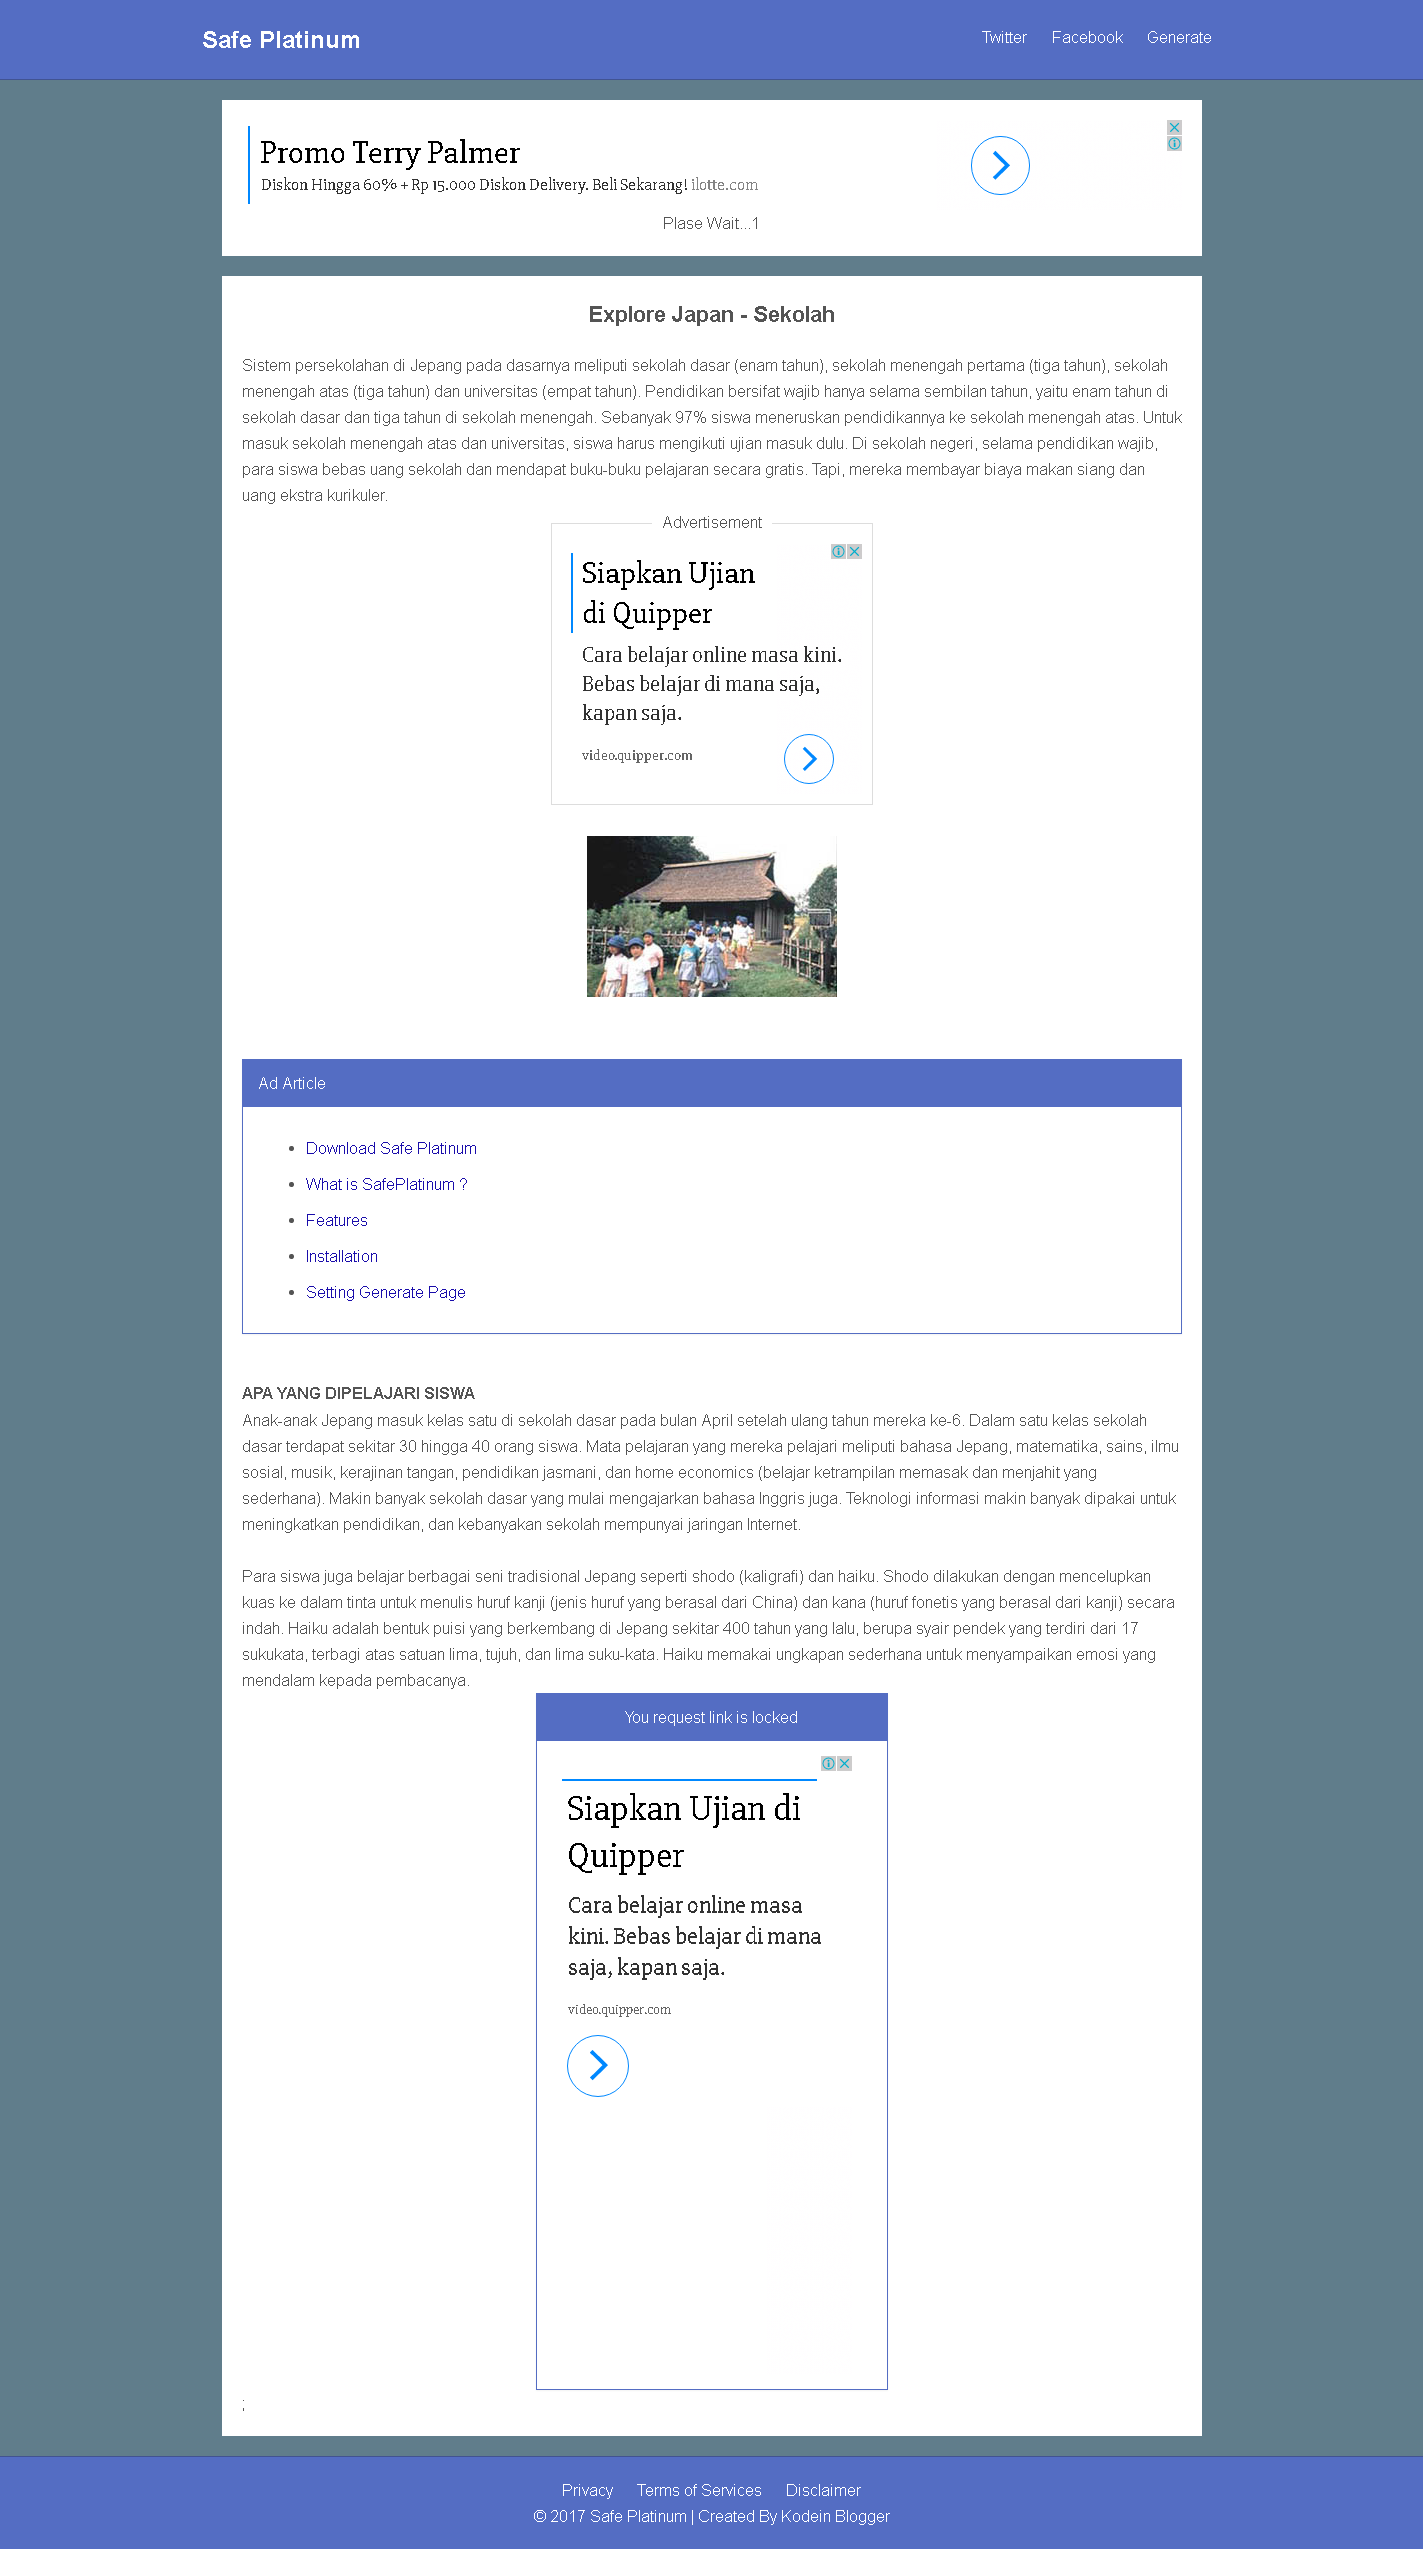 Safe Platinum
Twitter Facebook Generate
Promo Terry Palmer
Diskon Hingga 60% + Rp 15.000 Diskon Delivery. Beli Sekarang! ilotte.com
Plase Wait...1
Explore Japan - Sekolah
Sistem persekolahan di Jepang pada dasarnya meliputi sekolah dasar (enam tahun), sekolah menengah pertama (tiga tahun), sekolah
menengah atas (tiga tahun) dan universitas (empat tahun). Pendidikan bersifat wajib hanya selama sembilan tahun, yaitu enam tahun di
sekolah dasar dan tiga tahun di sekolah menengah. Sebanyak 97% siswa meneruskan pendidikannya ke sekolah menengah atas. Untuk
masuk sekolah menengah atas dan universitas, siswa harus mengikuti ujian masuk dulu. Di sekolah negeri, selama pendidikan wajib,
para siswa bebas uang sekolah dan mendapat buku-buku pelajaran secara gratis. Tapi, mereka membayar biaya makan siang dan
uang ekstra kurikuler.
Advertisement
Siapkan Ujian
di Quipper
Cara belajar online masa kini.
Bebas belajar di mana saja,
kapan saja.
video.quipper.com
Ad Article
• Download Safe Platinum
• What is SafePlatinum ?
• Features
• Installation
• Setting Generate Page
APA YANG DIPELAJARI SISWA
Anak-anak Jepang masuk kelas satu di sekolah dasar pada bulan April setelah ulang tahun mereka ke-6. Dalam satu kelas sekolah
dasar terdapat sekitar 30 hingga 40 orang siswa. Mata pelajaran yang mereka pelajari meliputi bahasa Jepang, matematika, sains, ilmu
sosial, musik, kerajinan tangan, pendidikan jasmani, dan home economics (belajar ketrampilan memasak dan menjahit yang
sederhana). Makin banyak sekolah dasar yang mulai mengajarkan bahasa Inggris juga. Teknologi informasi makin banyak dipakai untuk
meningkatkan pendidikan, dan kebanyakan sekolah mempunyai jaringan Internet.
Para siswa juga belajar berbagai seni tradisional Jepang seperti shodo (kaligrafi) dan haiku. Shodo dilakukan dengan mencelupkan
kuas ke dalam tinta untuk menulis huruf kanji (jenis huruf yang berasal dari China) dan kana (huruf fonetis yang berasal dari kanji) secara
indah. Haiku adalah bentuk puisi yang berkembang di Jepang sekitar 400 tahun yang lalu, berupa syair pendek yang terdiri dari 17
sukukata, terbagi atas satuan lima, tujuh, dan lima suku-kata. Haiku memakai ungkapan sederhana untuk menyampaikan emosi yang
mendalam kepada pembacanya.
You request link is locked
Siapkan Ujian di
Quipper
Cara belajar online masa
kini. Bebas belajar di mana
saja, kapan saja.
video.quipper.com
;
Privacy Terms of Services Disclaimer
© 2017 Safe Platinum | Created By Kodein Blogger